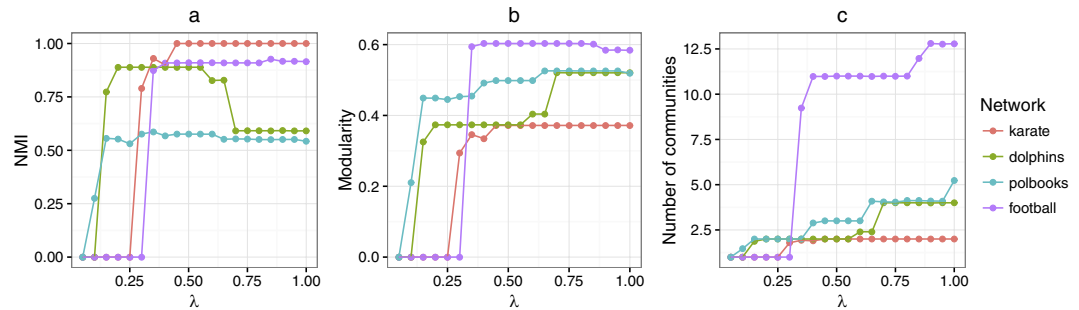 a
NMI
1.00
0.75
0.50
0.25
0.00
0.25 0.50 0.75 1.00
λ
b
Modularity
0.6
0.4
0.2
0.0
0.25 0.50 0.75 1.00
λ
c
Number of communities
12.5
10.0
7.5
5.0
2.5
0.25 0.50 0.75 1.00
λ
Network
karate
dolphins
polbooks
football